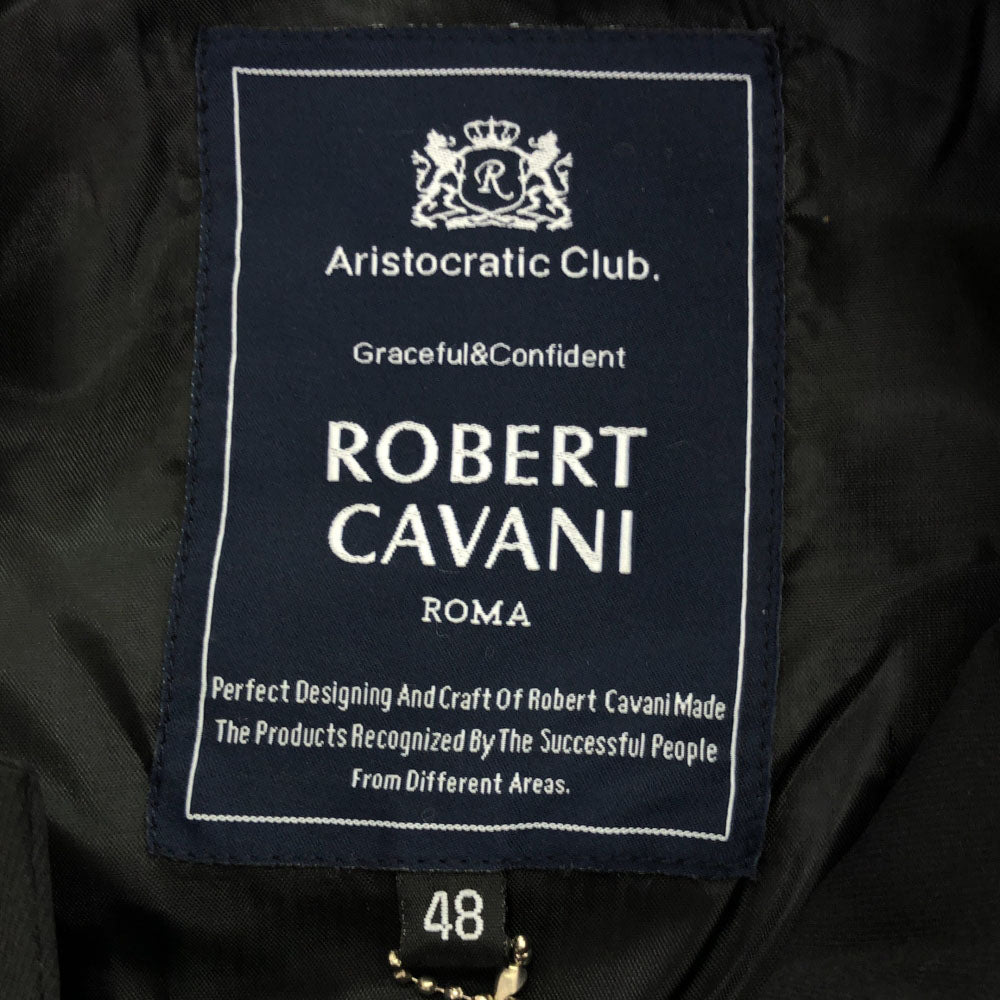 R
Aristocratic Club.
Graceful&Confident
ROBERT
CAVANI
ROMA
Perfect Designing And Craft Of Robert Cavani Made
The Products Recognized By The Successful People
From Different Areas.
48